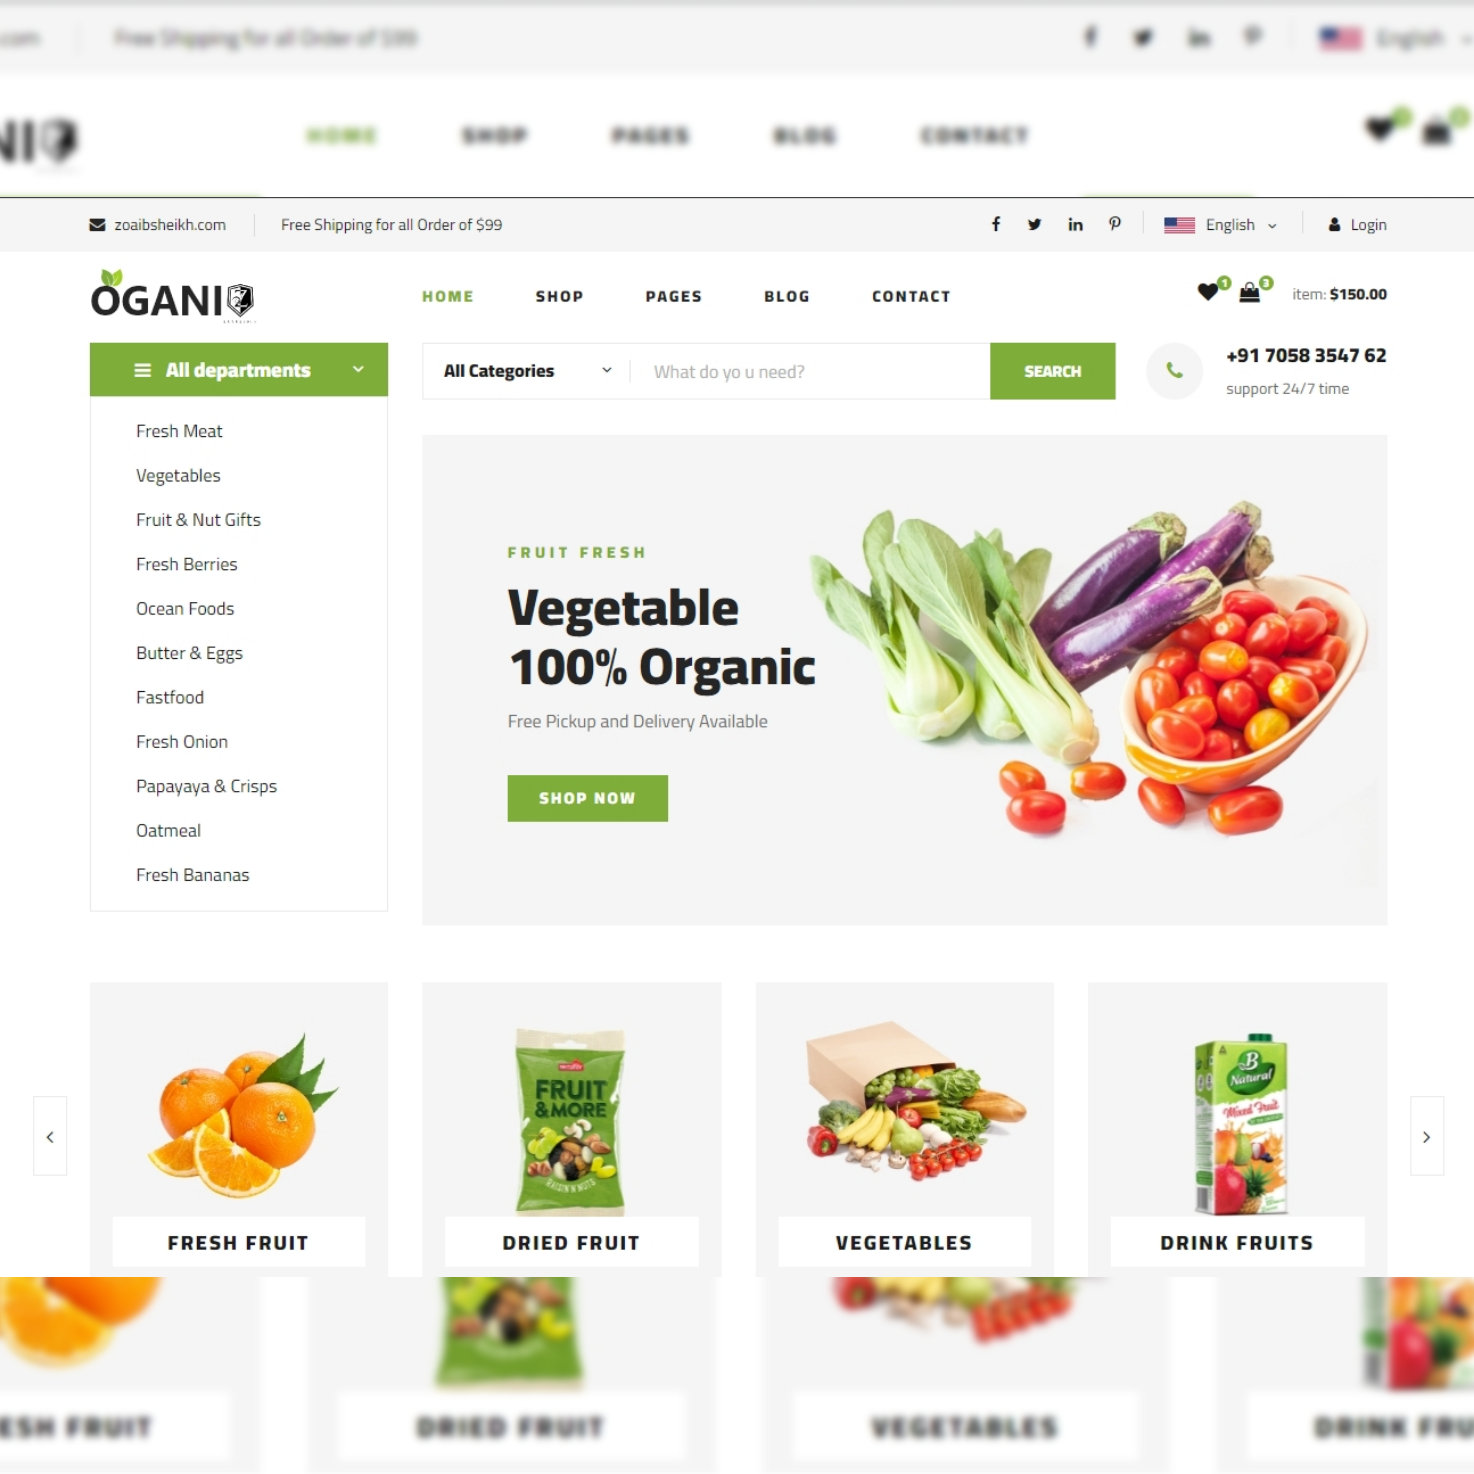 .com Free Shipping for all Order of $99 English
NI HOME SHOP PAGES BLOG CONTACT
zoaibsheikh.com Free Shipping for all Order of $99 English Login
OGANI HOME SHOP PAGES BLOG CONTACT 1 3 item: $150.00
All departments All Categories What do yo u need? SEARCH +91 7058 3547 62
support 24/7 time
Fresh Meat
Vegetables
Fruit & Nut Gifts
Fresh Berries
Ocean Foods
Butter & Eggs
Fastfood
Fresh Onion
Papayaya & Crisps
Oatmeal
Fresh Bananas
FRUIT FRESH
Vegetable
100% Organic
Free Pickup and Delivery Available
SHOP NOW
FRUIT
&MORE
RAISIN N NUTS
B
Natural
Mixed Fruit
FRESH FRUIT DRIED FRUIT VEGETABLES DRINK FRUITS
ESH FRUIT DRIED FRUIT VEGETABLES DRINK FRU